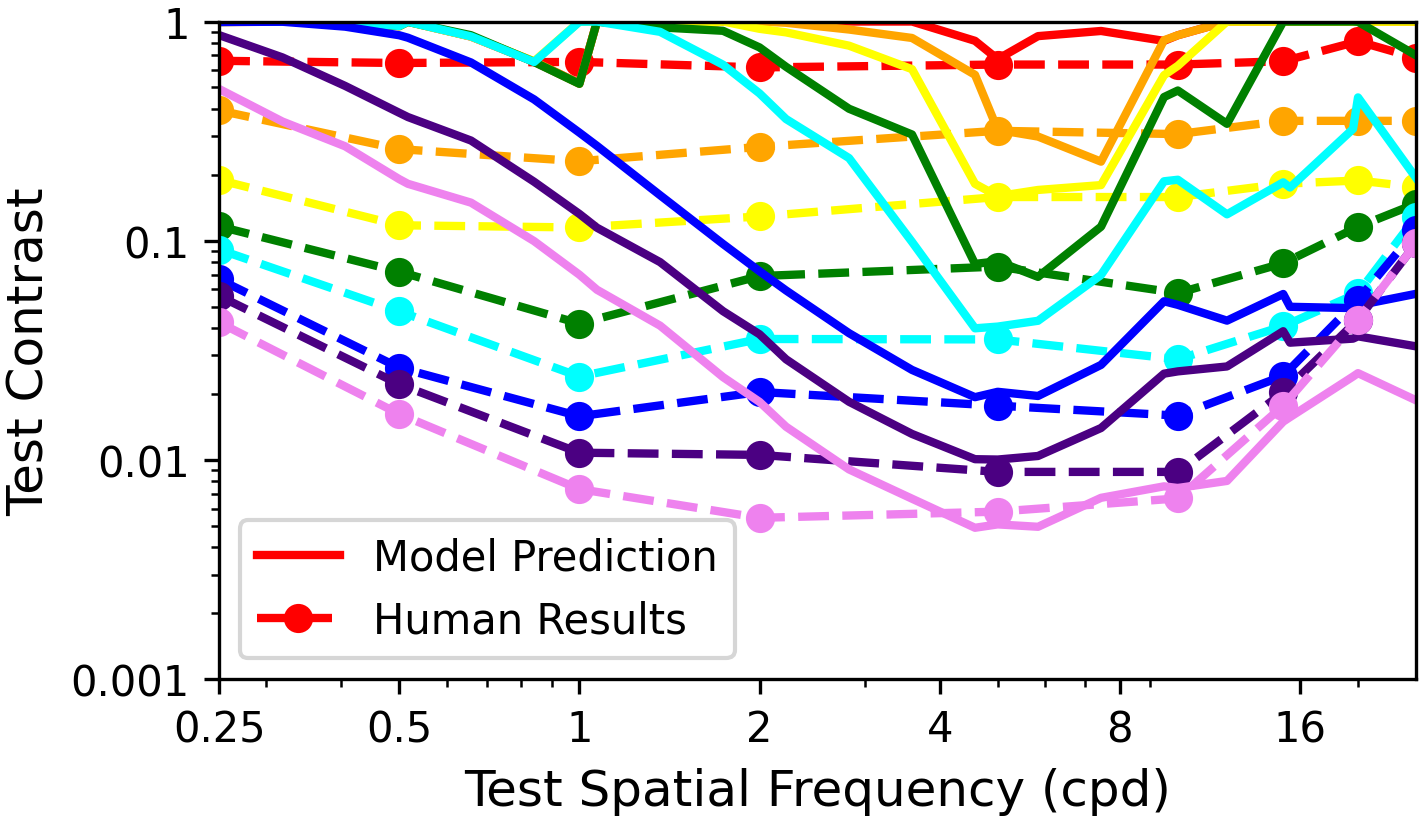 1
0.1
0.01
0.001
Test Contrast
Model Prediction
Human Results
0.25 0.5 1 2 4 8 16
Test Spatial Frequency (cpd)